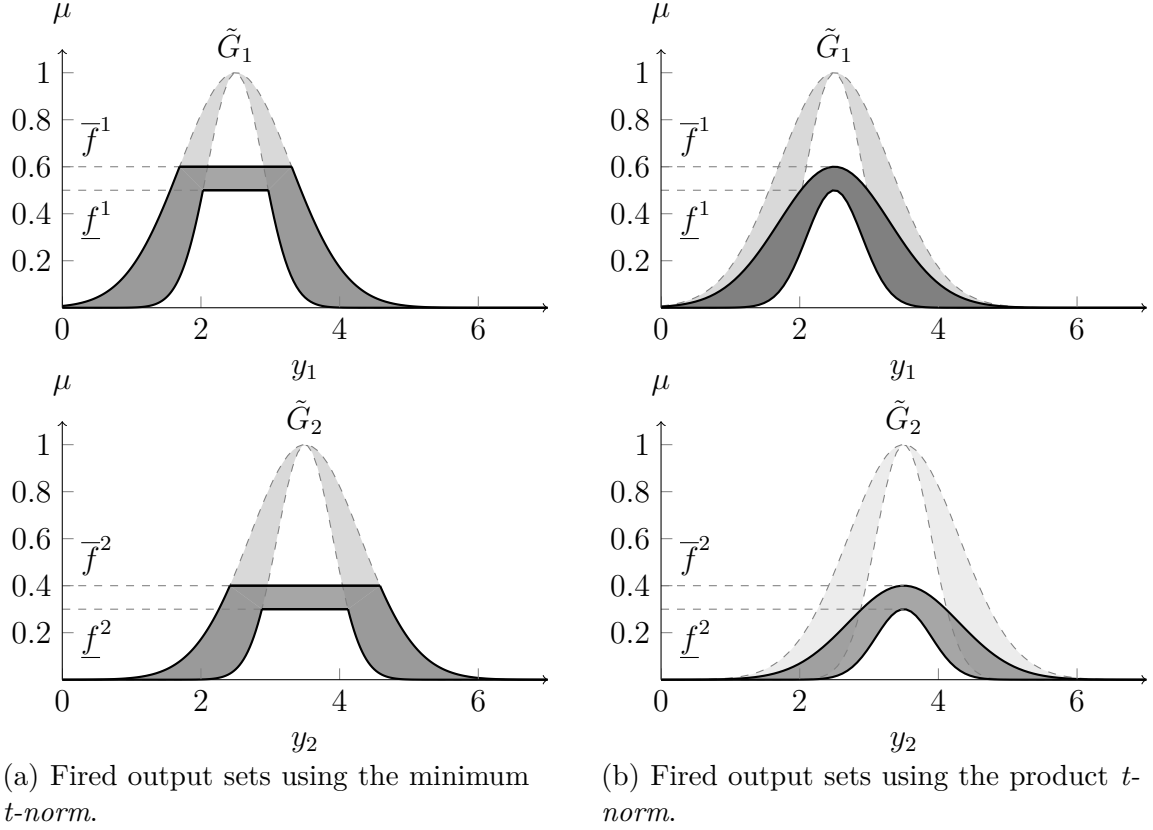 μ
G̃₁
1
0.8
0.6
0.4
0.2
f̅¹
f̲¹
0 2 4 6
y₁
μ
G̃₁
1
0.8
0.6
0.4
0.2
f̅¹
f̲¹
0 2 4 6
y₁
μ
G̃₂
1
0.8
0.6
0.4
0.2
f̅²
f̲²
0 2 4 6
y₂
μ
G̃₂
1
0.8
0.6
0.4
0.2
f̅²
f̲²
0 2 4 6
y₂
(a) Fired output sets using the minimum
t-norm.
(b) Fired output sets using the product t-
norm.